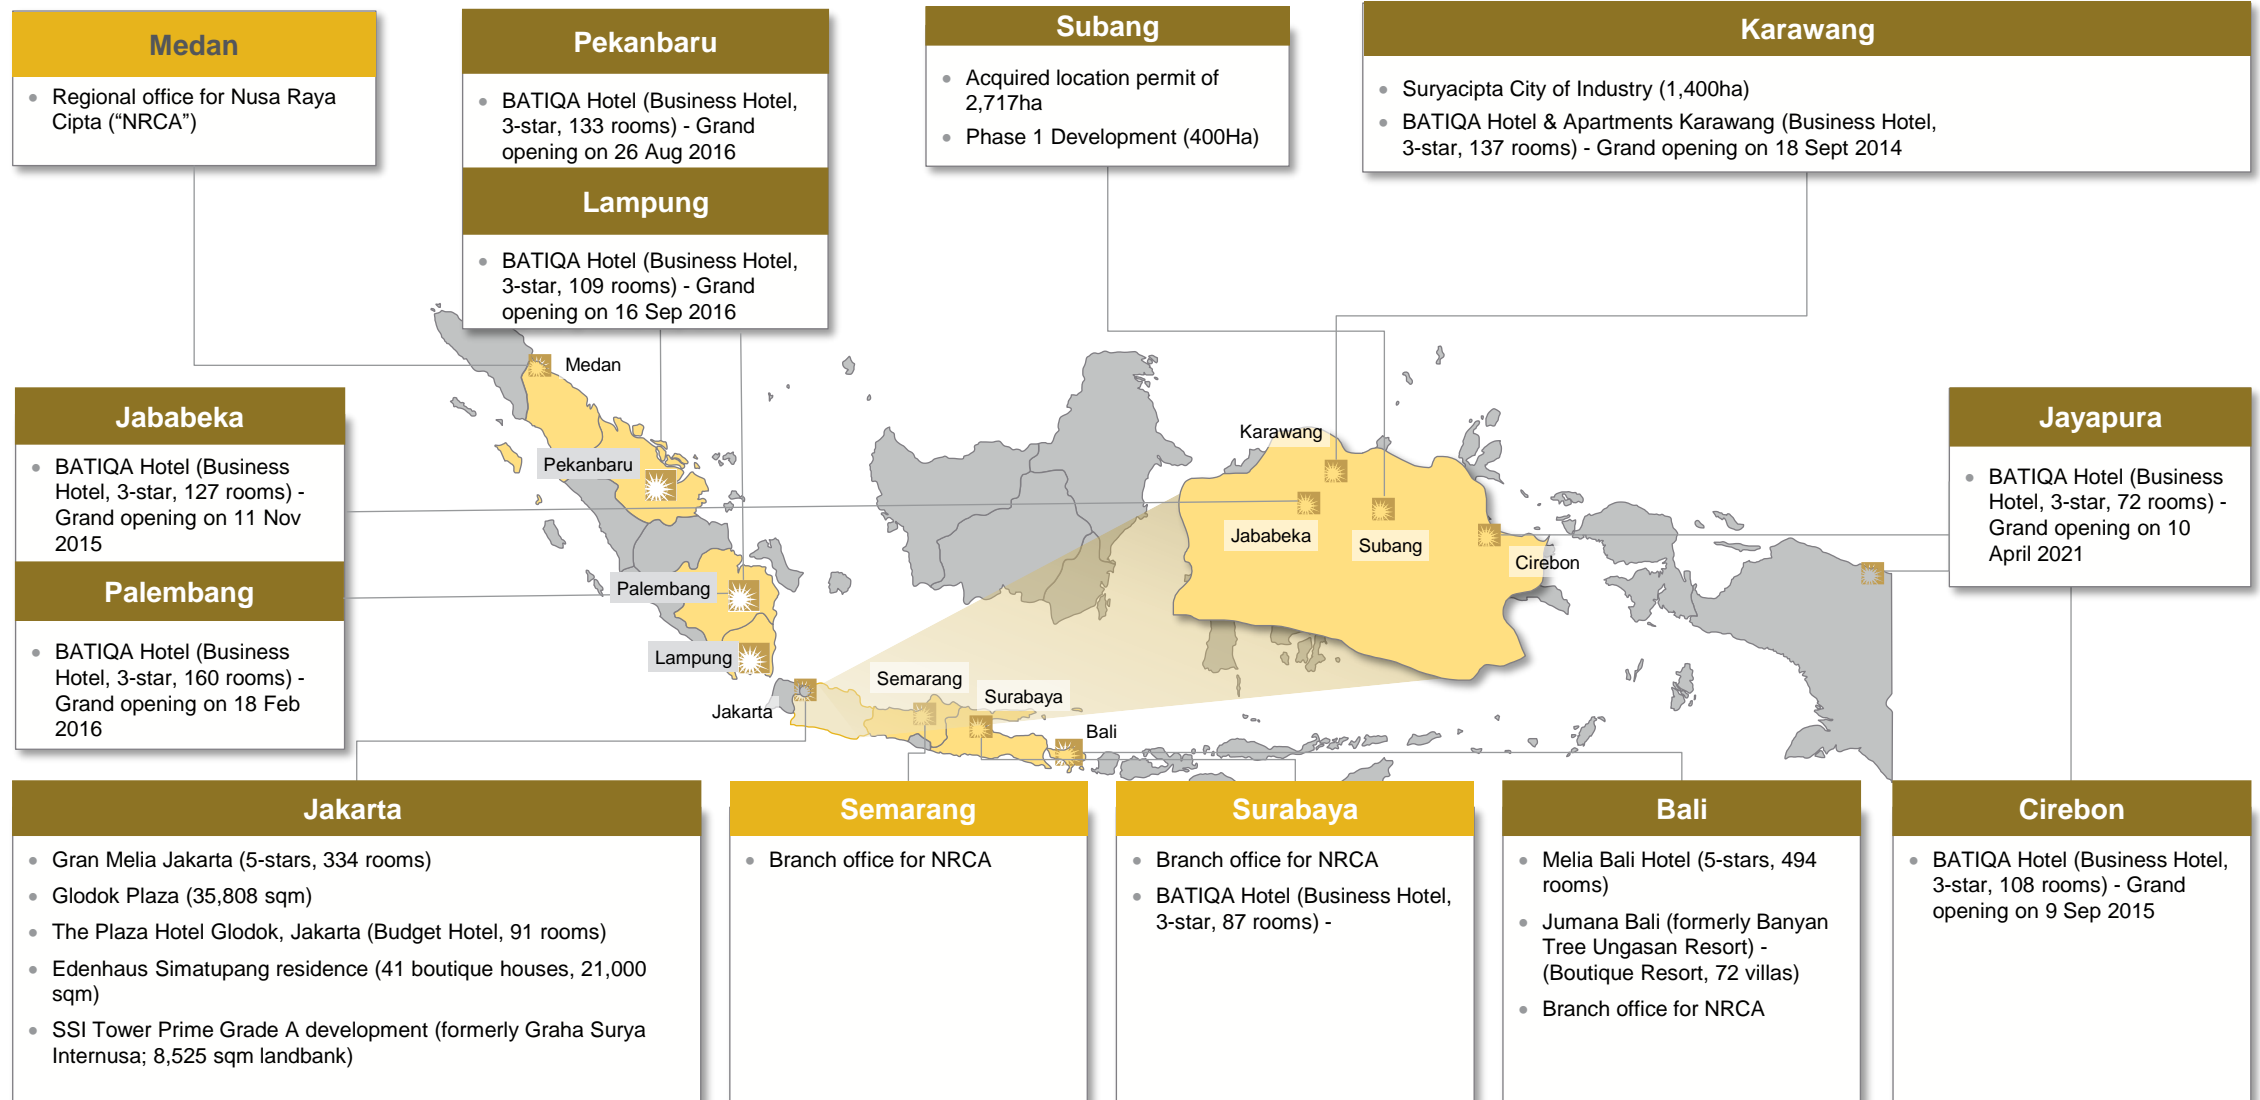 Medan
Regional office for Nusa Raya
Cipta (“NRCA”)
Pekanbaru
BATIQA Hotel (Business Hotel,
3-star, 133 rooms) - Grand
opening on 26 Aug 2016
Lampung
BATIQA Hotel (Business Hotel,
3-star, 109 rooms) - Grand
opening on 16 Sep 2016
Subang
Acquired location permit of
2,717ha
Phase 1 Development (400Ha)
Karawang
Suryacipta City of Industry (1,400ha)
BATIQA Hotel & Apartments Karawang (Business Hotel,
3-star, 137 rooms) - Grand opening on 18 Sept 2014
Jababeka
BATIQA Hotel (Business
Hotel, 3-star, 127 rooms) -
Grand opening on 11 Nov
2015
Palembang
BATIQA Hotel (Business
Hotel, 3-star, 160 rooms) -
Grand opening on 18 Feb
2016
Medan
Pekanbaru
Palembang
Lampung
Jakarta
Semarang
Surabaya
Bali
Karawang
Jababeka
Subang
Cirebon
Jayapura
BATIQA Hotel (Business
Hotel, 3-star, 72 rooms) -
Grand opening on 10
April 2021
Jakarta
Gran Melia Jakarta (5-stars, 334 rooms)
Glodok Plaza (35,808 sqm)
The Plaza Hotel Glodok, Jakarta (Budget Hotel, 91 rooms)
Edenhaus Simatupang residence (41 boutique houses, 21,000
sqm)
SSI Tower Prime Grade A development (formerly Graha Surya
Internusa; 8,525 sqm landbank)
Semarang
Branch office for NRCA
Surabaya
Branch office for NRCA
BATIQA Hotel (Business Hotel,
3-star, 87 rooms) -
Bali
Melia Bali Hotel (5-stars, 494
rooms)
Jumana Bali (formerly Banyan
Tree Ungasan Resort) -
(Boutique Resort, 72 villas)
Branch office for NRCA
Cirebon
BATIQA Hotel (Business Hotel,
3-star, 108 rooms) - Grand
opening on 9 Sep 2015